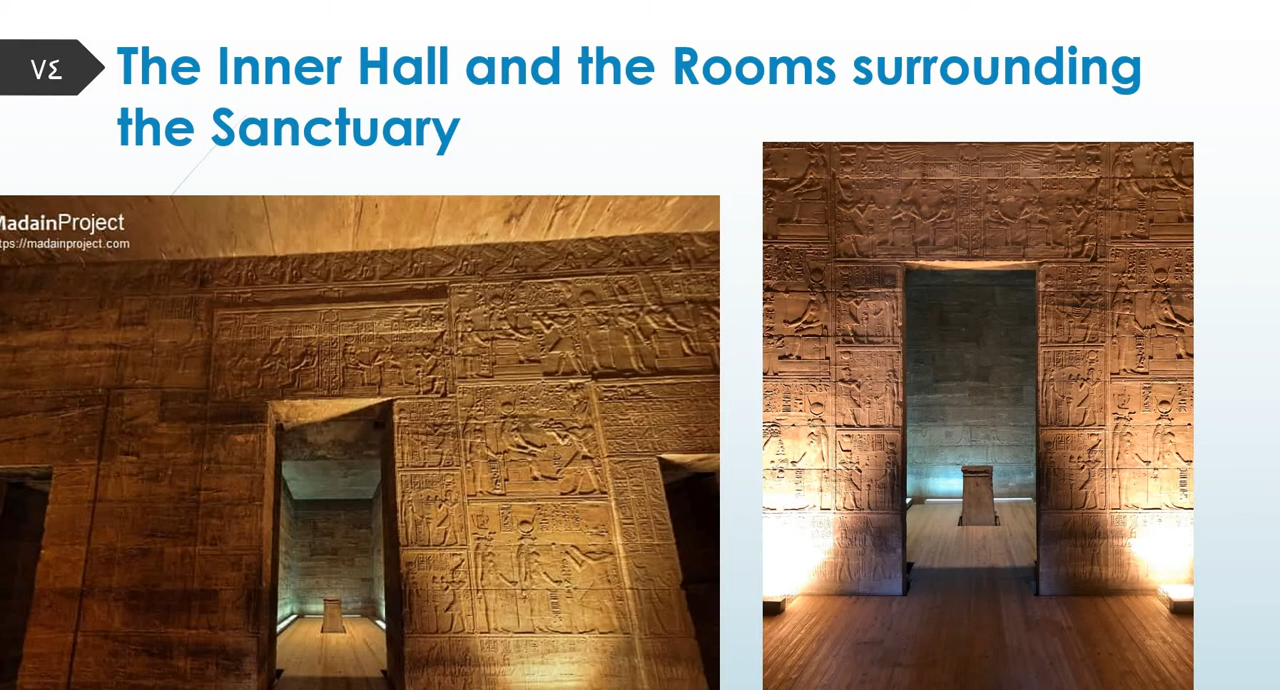 ٧٤
The Inner Hall and the Rooms surrounding
the Sanctuary
MadainProject
tps://madainproject.com